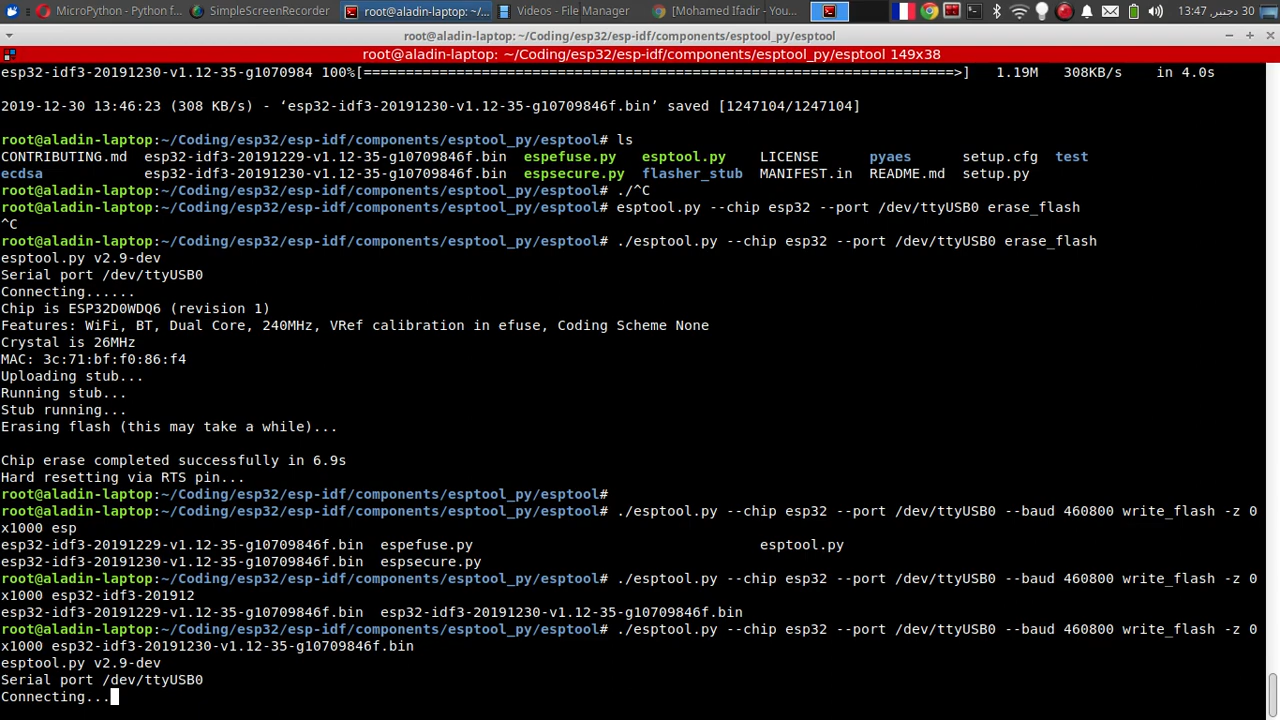 MicroPython - Python f...
SimpleScreenRecorder
root@aladin-laptop: ~/...
Videos - File Manager
[Mohamed Ifadir - You...
30 دجنبر, 13:47
root@aladin-laptop: ~/Coding/esp32/esp-idf/components/esptool_py/esptool
root@aladin-laptop: ~/Coding/esp32/esp-idf/components/esptool_py/esptool 149x38
esp32-idf3-20191230-v1.12-35-g1070984 100%[======================================================================>] 1.19M 308KB/s in 4.0s
2019-12-30 13:46:23 (308 KB/s) - ‘esp32-idf3-20191230-v1.12-35-g10709846f.bin’ saved [1247104/1247104]
root@aladin-laptop:~/Coding/esp32/esp-idf/components/esptool_py/esptool# ls
CONTRIBUTING.md esp32-idf3-20191229-v1.12-35-g10709846f.bin espefuse.py esptool.py LICENSE pyaes setup.cfg test
ecdsa esp32-idf3-20191230-v1.12-35-g10709846f.bin espsecure.py flasher_stub MANIFEST.in README.md setup.py
root@aladin-laptop:~/Coding/esp32/esp-idf/components/esptool_py/esptool# ./^C
root@aladin-laptop:~/Coding/esp32/esp-idf/components/esptool_py/esptool# esptool.py --chip esp32 --port /dev/ttyUSB0 erase_flash
^C
root@aladin-laptop:~/Coding/esp32/esp-idf/components/esptool_py/esptool# ./esptool.py --chip esp32 --port /dev/ttyUSB0 erase_flash
esptool.py v2.9-dev
Serial port /dev/ttyUSB0
Connecting......
Chip is ESP32D0WDQ6 (revision 1)
Features: WiFi, BT, Dual Core, 240MHz, VRef calibration in efuse, Coding Scheme None
Crystal is 26MHz
MAC: 3c:71:bf:f0:86:f4
Uploading stub...
Running stub...
Stub running...
Erasing flash (this may take a while)...
Chip erase completed successfully in 6.9s
Hard resetting via RTS pin...
root@aladin-laptop:~/Coding/esp32/esp-idf/components/esptool_py/esptool#
root@aladin-laptop:~/Coding/esp32/esp-idf/components/esptool_py/esptool# ./esptool.py --chip esp32 --port /dev/ttyUSB0 --baud 460800 write_flash -z 0
x1000 esp
esp32-idf3-20191229-v1.12-35-g10709846f.bin espefuse.py esptool.py
esp32-idf3-20191230-v1.12-35-g10709846f.bin espsecure.py
root@aladin-laptop:~/Coding/esp32/esp-idf/components/esptool_py/esptool# ./esptool.py --chip esp32 --port /dev/ttyUSB0 --baud 460800 write_flash -z 0
x1000 esp32-idf3-201912
esp32-idf3-20191229-v1.12-35-g10709846f.bin esp32-idf3-20191230-v1.12-35-g10709846f.bin
root@aladin-laptop:~/Coding/esp32/esp-idf/components/esptool_py/esptool# ./esptool.py --chip esp32 --port /dev/ttyUSB0 --baud 460800 write_flash -z 0
x1000 esp32-idf3-20191230-v1.12-35-g10709846f.bin
esptool.py v2.9-dev
Serial port /dev/ttyUSB0
Connecting...